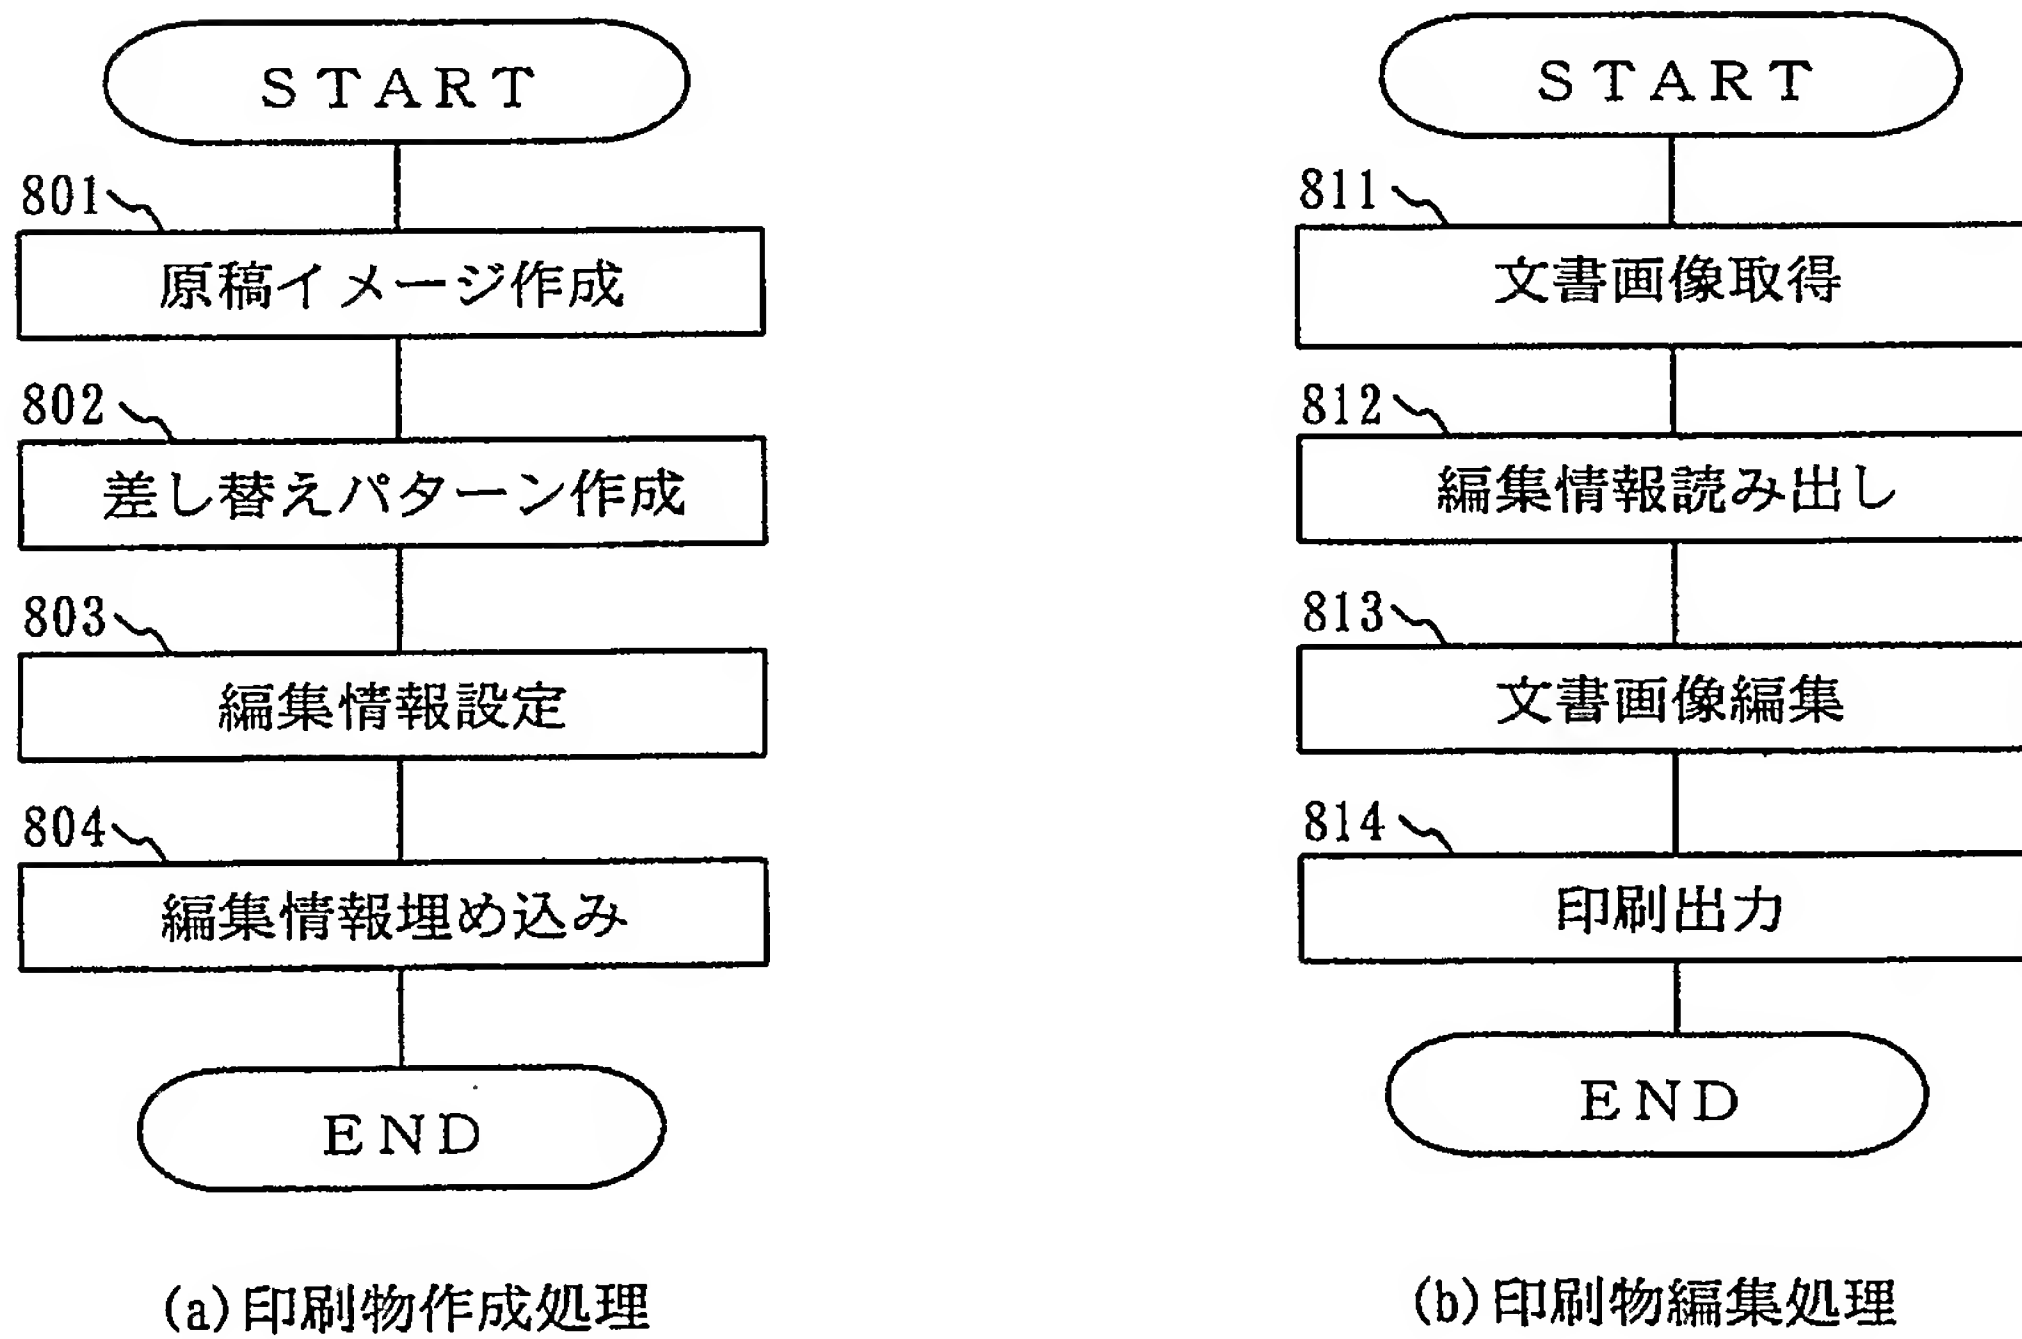 START
801
原稿イメージ作成
802
差し替えパターン作成
803
編集情報設定
804
編集情報埋め込み
END
(a)印刷物作成処理
START
811
文書画像取得
812
編集情報読み出し
813
文書画像編集
814
印刷出力
END
(b)印刷物編集処理